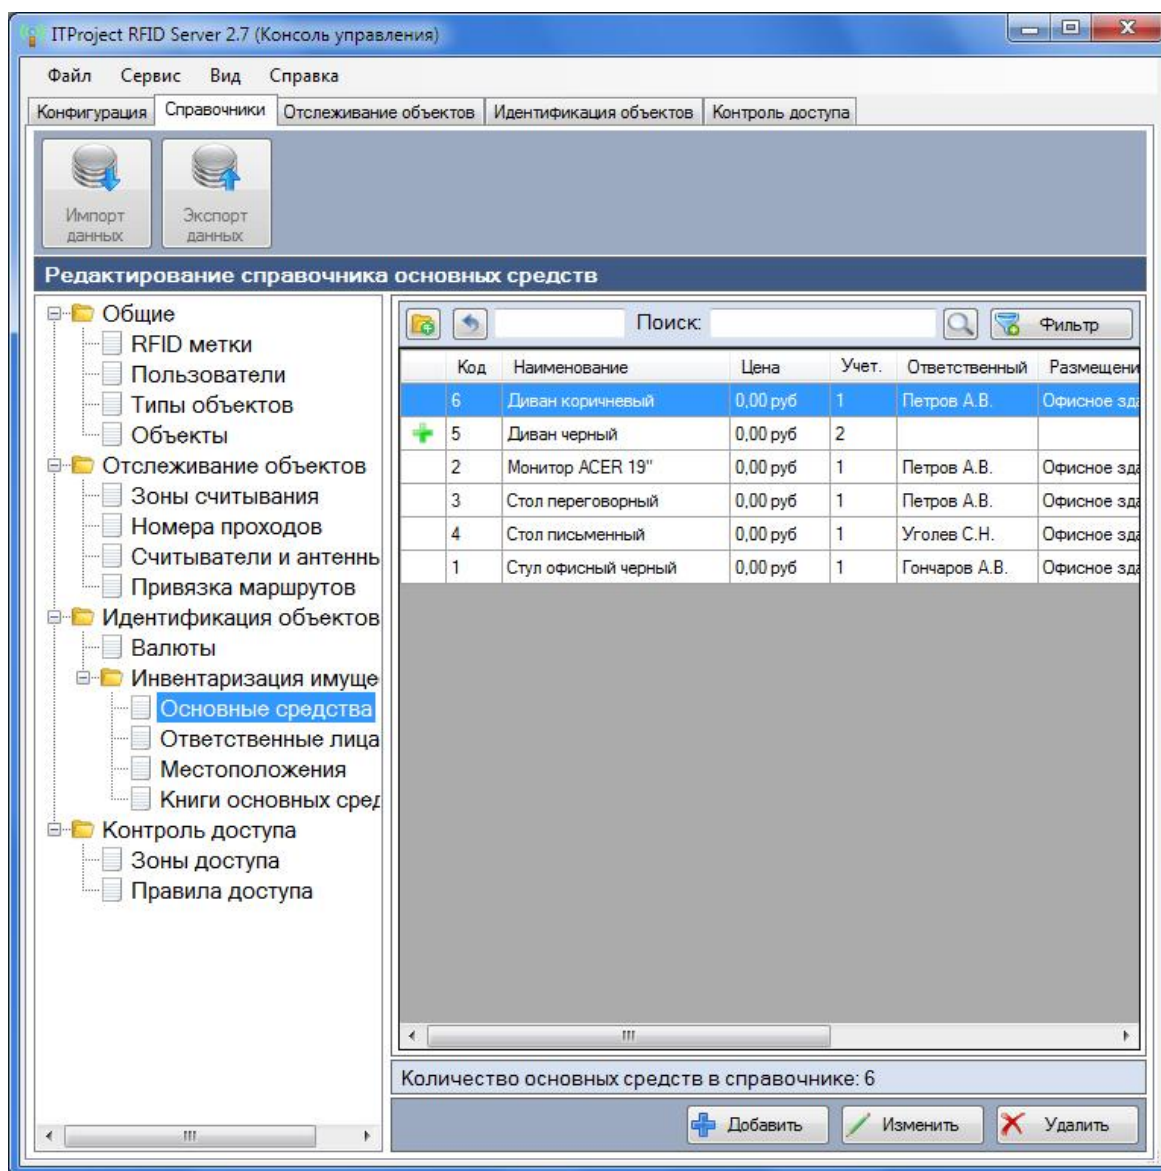 ITProject RFID Server 2.7 (Консоль управления)
Файл Сервис Вид Справка
Конфигурация Справочники Отслеживание объектов Идентификация объектов Контроль доступа
Импорт данных
Экспорт данных
Редактирование справочника основных средств
Общие
RFID метки
Пользователи
Типы объектов
Объекты
Отслеживание объектов
Зоны считывания
Номера проходов
Считыватели и антенны
Привязка маршрутов
Идентификация объектов
Валюты
Инвентаризация имуще
Основные средства
Ответственные лица
Местоположения
Книги основных сред
Контроль доступа
Зоны доступа
Правила доступа
Поиск: Фильтр
Код Наименование Цена Учет. Ответственный Размещени
6 Диван коричневый 0,00 руб 1 Петров А.В. Офисное зда
5 Диван черный 0,00 руб 2
2 Монитор ACER 19" 0,00 руб 1 Петров А.В. Офисное зда
3 Стол переговорный 0,00 руб 1 Петров А.В. Офисное зда
4 Стол письменный 0,00 руб 1 Уголев С.Н. Офисное зда
1 Стул офисный черный 0,00 руб 1 Гончаров А.В. Офисное зда
Количество основных средств в справочнике: 6
Добавить Изменить Удалить